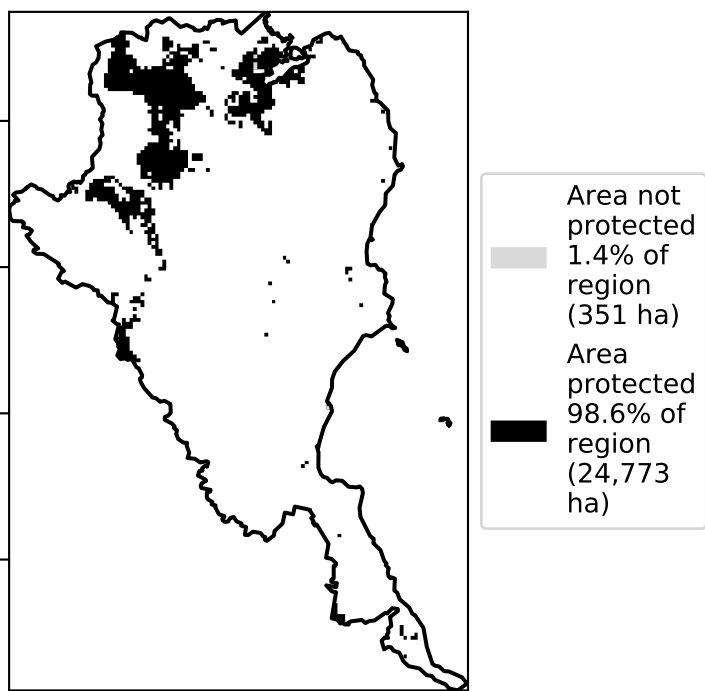 Area not
protected
1.4% of
region
(351 ha)
Area
protected
98.6% of
region
(24,773
ha)